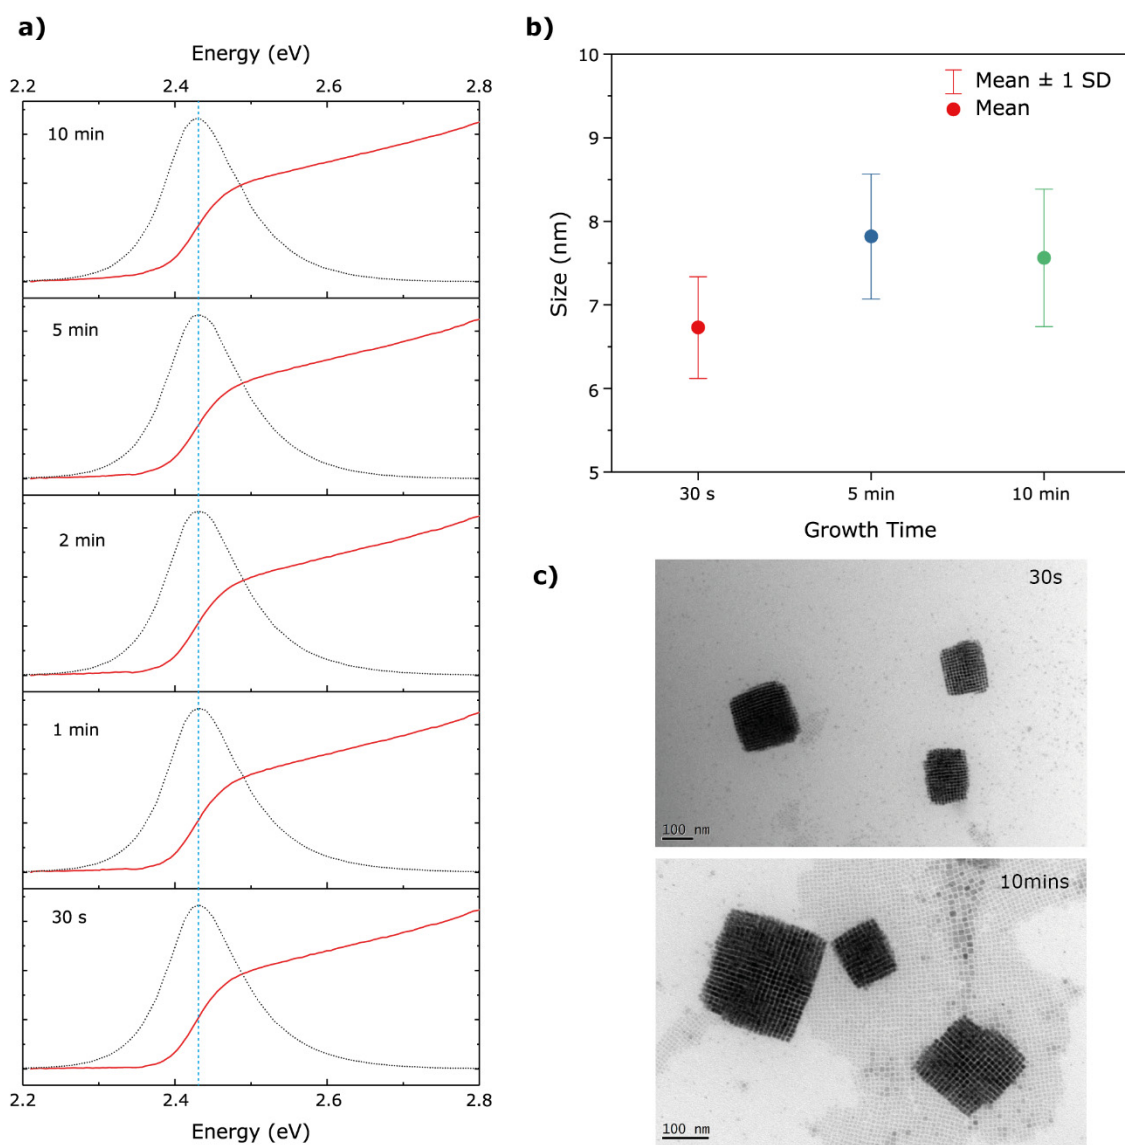 a)
Energy (eV)
2.2 2.4 2.6 2.8
10 min
5 min
2 min
1 min
30 s
2.2 2.4 2.6 2.8
Energy (eV)
b)
10
9
8
7
6
5
Size (nm)
Mean ± 1 SD
Mean
30 s 5 min 10 min
Growth Time
c)
30s
100 nm
10mins
100 nm